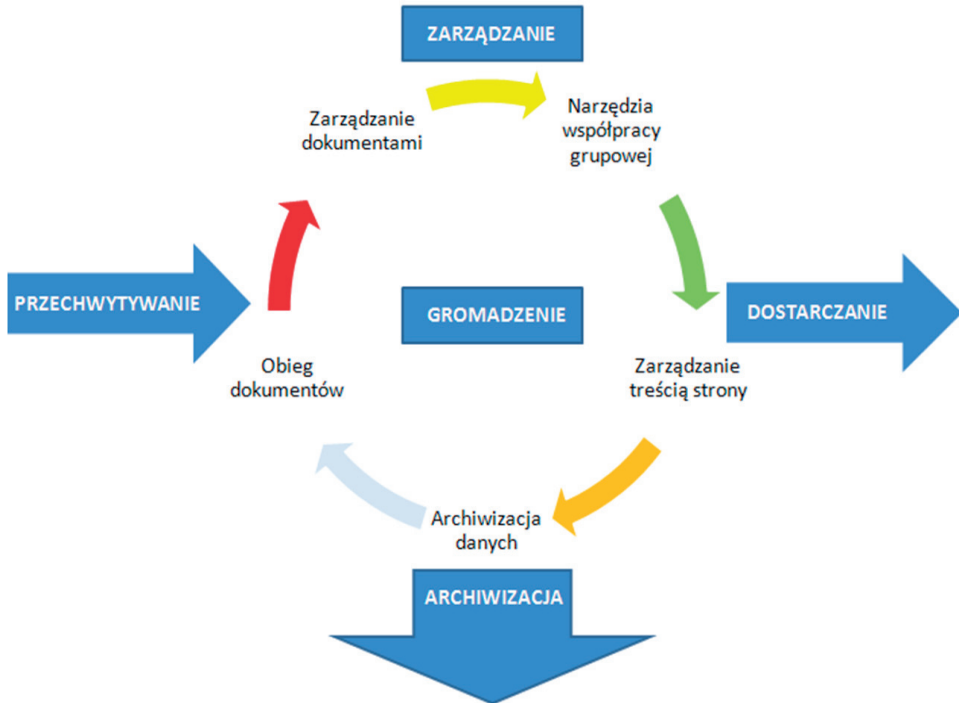 ZARZĄDZANIE
Zarządzanie
dokumentami
Narzędzia
współpracy
grupowej
PRZECHWYTYWANIE
GROMADZENIE
DOSTARCZANIE
Obieg
dokumentów
Zarządzanie
treścią strony
Archiwizacja
danych
ARCHIWIZACJA